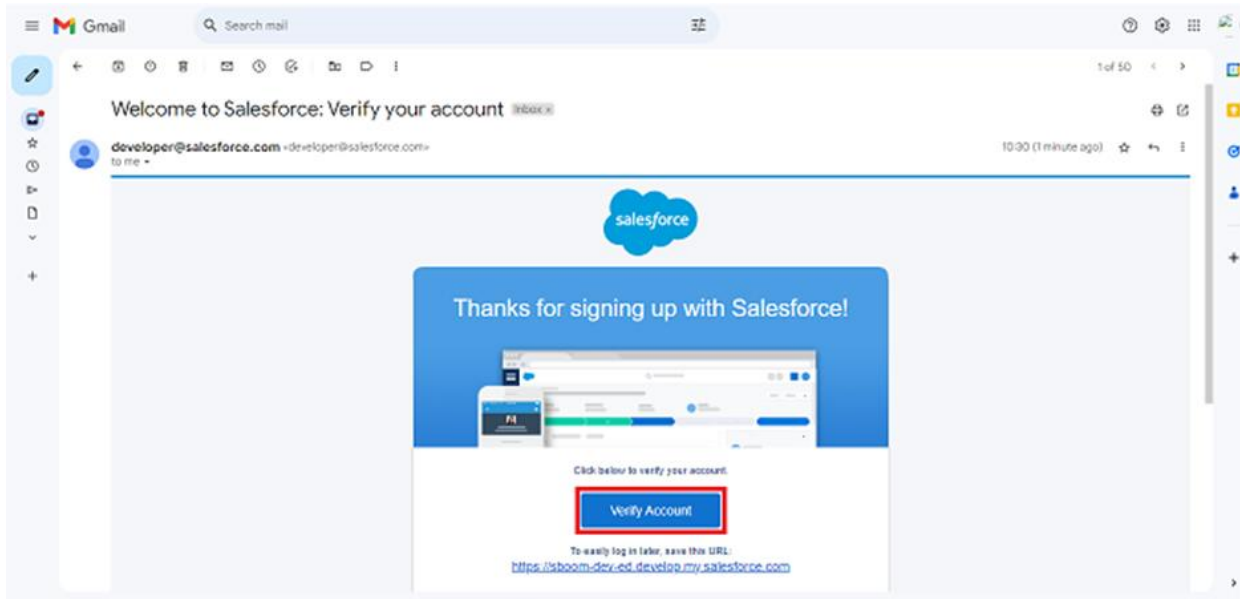 Gmail
Search mail
1 of 50
Welcome to Salesforce: Verify your account Inbox x
developer@salesforce.com <developer@salesforce.com>
10:30 (1 minute ago)
to me
salesforce
Thanks for signing up with Salesforce!
Click below to verify your account.
Verify Account
To easily log in later, save this URL:
https://sboom-dev-ed.develop.my.salesforce.com